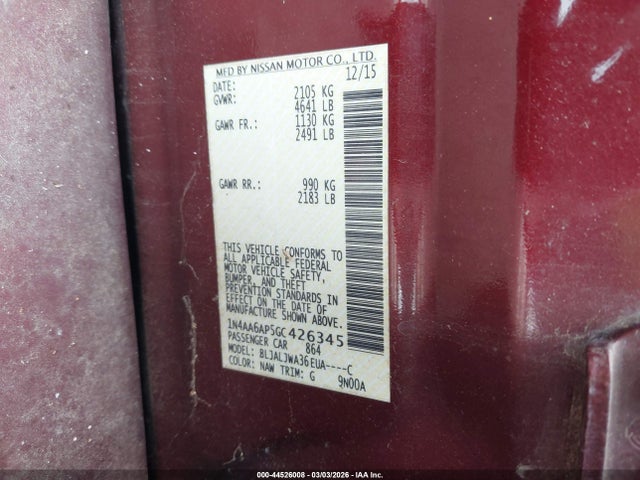 MFD BY NISSAN MOTOR CO., LTD.
DATE: 12/15
GVWR: 2105 KG
4641 LB
GAWR FR.: 1130 KG
2491 LB
GAWR RR.: 990 KG
2183 LB
THIS VEHICLE CONFORMS TO
ALL APPLICABLE FEDERAL
MOTOR VEHICLE SAFETY,
BUMPER, AND THEFT
PREVENTION STANDARDS IN
EFFECT ON THE DATE OF
MANUFACTURE SHOWN ABOVE.
1N4AA6AP5GC426345
PASSENGER CAR 864
MODEL: BLJALJWA36EUA----C
COLOR: NAW TRIM: G 9N00A
000-44526008 - 03/03/2026 - IAA Inc.